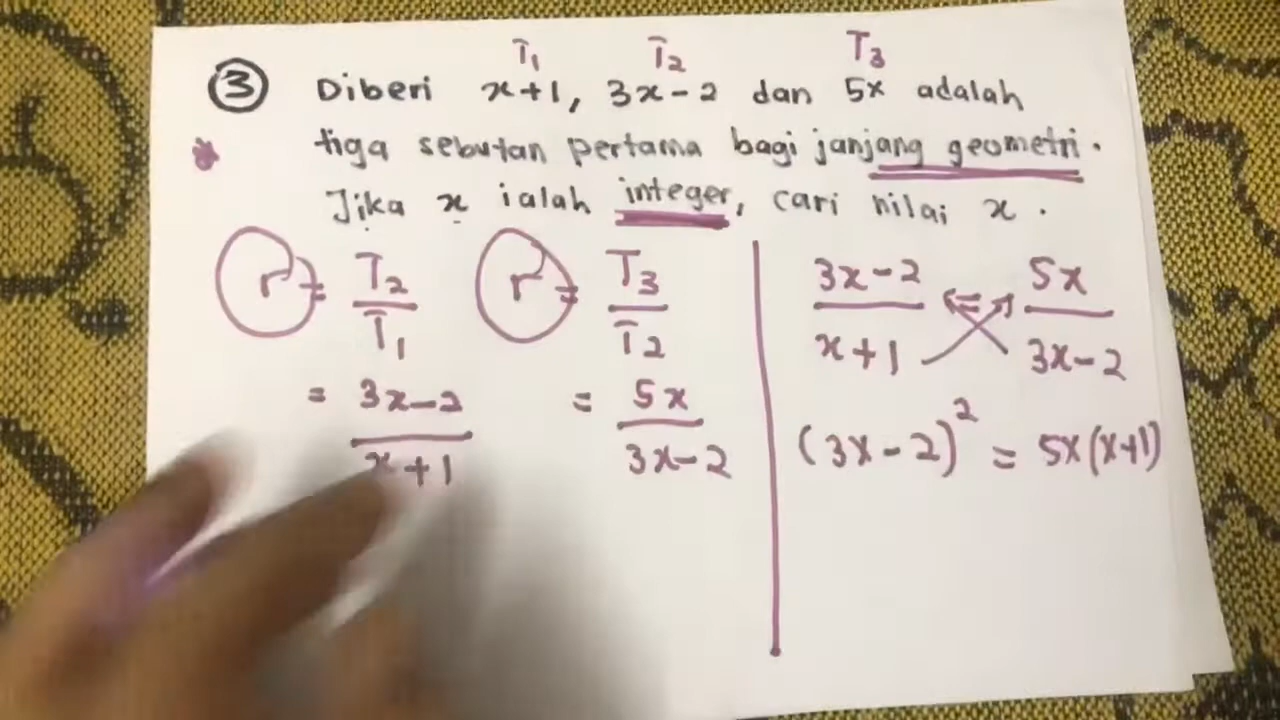 T1 T2 T3
3 Diberi x+1, 3x-2 dan 5x adalah
tiga sebutan pertama bagi janjang geometri.
Jika x ialah integer, cari nilai x.
r = T2/T1
= 3x-2/x+1
r = T3/T2
= 5x/3x-2
3x-2/x+1 = 5x/3x-2
(3x-2)² = 5x(x+1)